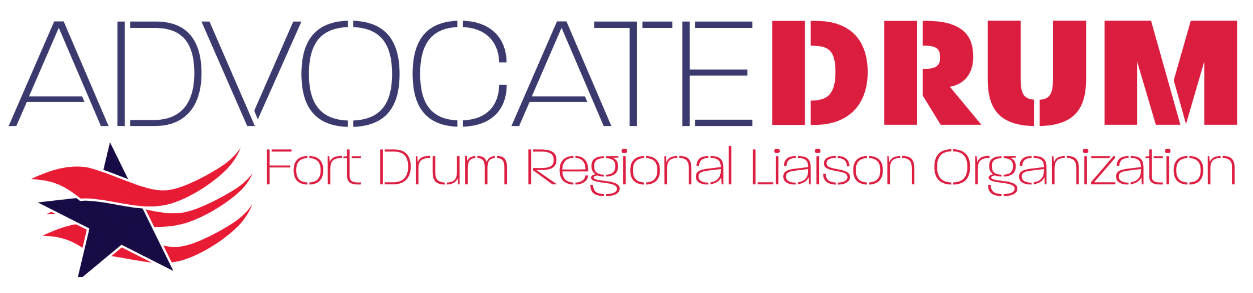 ADVOCATEDRUM
Fort Drum Regional Liaison Organization